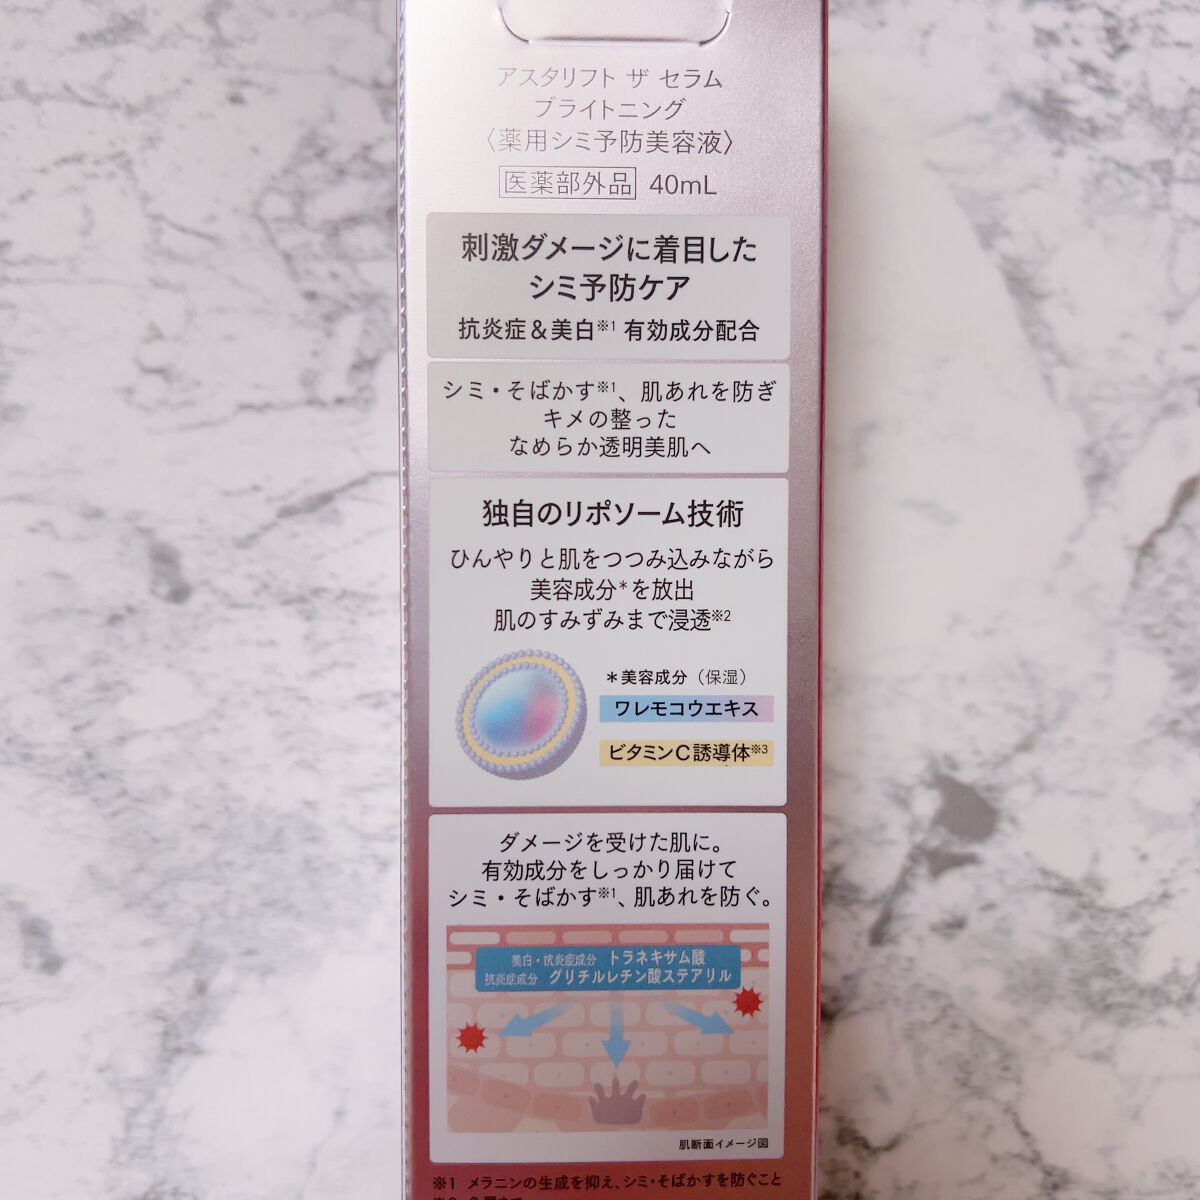 アスタリフト ザ セラム
ブライトニング
〈薬用シミ予防美容液〉
医薬部外品 40mL
刺激ダメージに着目した
シミ予防ケア
抗炎症＆美白※1 有効成分配合
シミ・そばかす※1、肌あれを防ぎ
キメの整った
なめらか透明美肌へ
独自のリポソーム技術
ひんやりと肌をつつみ込みながら
美容成分*を放出
肌のすみずみまで浸透※2
＊美容成分（保湿）
ワレモコウエキス
ビタミンC誘導体※3
ダメージを受けた肌に。
有効成分をしっかり届けて
シミ・そばかす※1、肌あれを防ぐ。
美白・抗炎症成分 トラネキサム酸
抗炎症成分 グリチルレチン酸ステアリル
肌断面イメージ図
※1 メラニンの生成を抑え、シミ・そばかすを防ぐこと